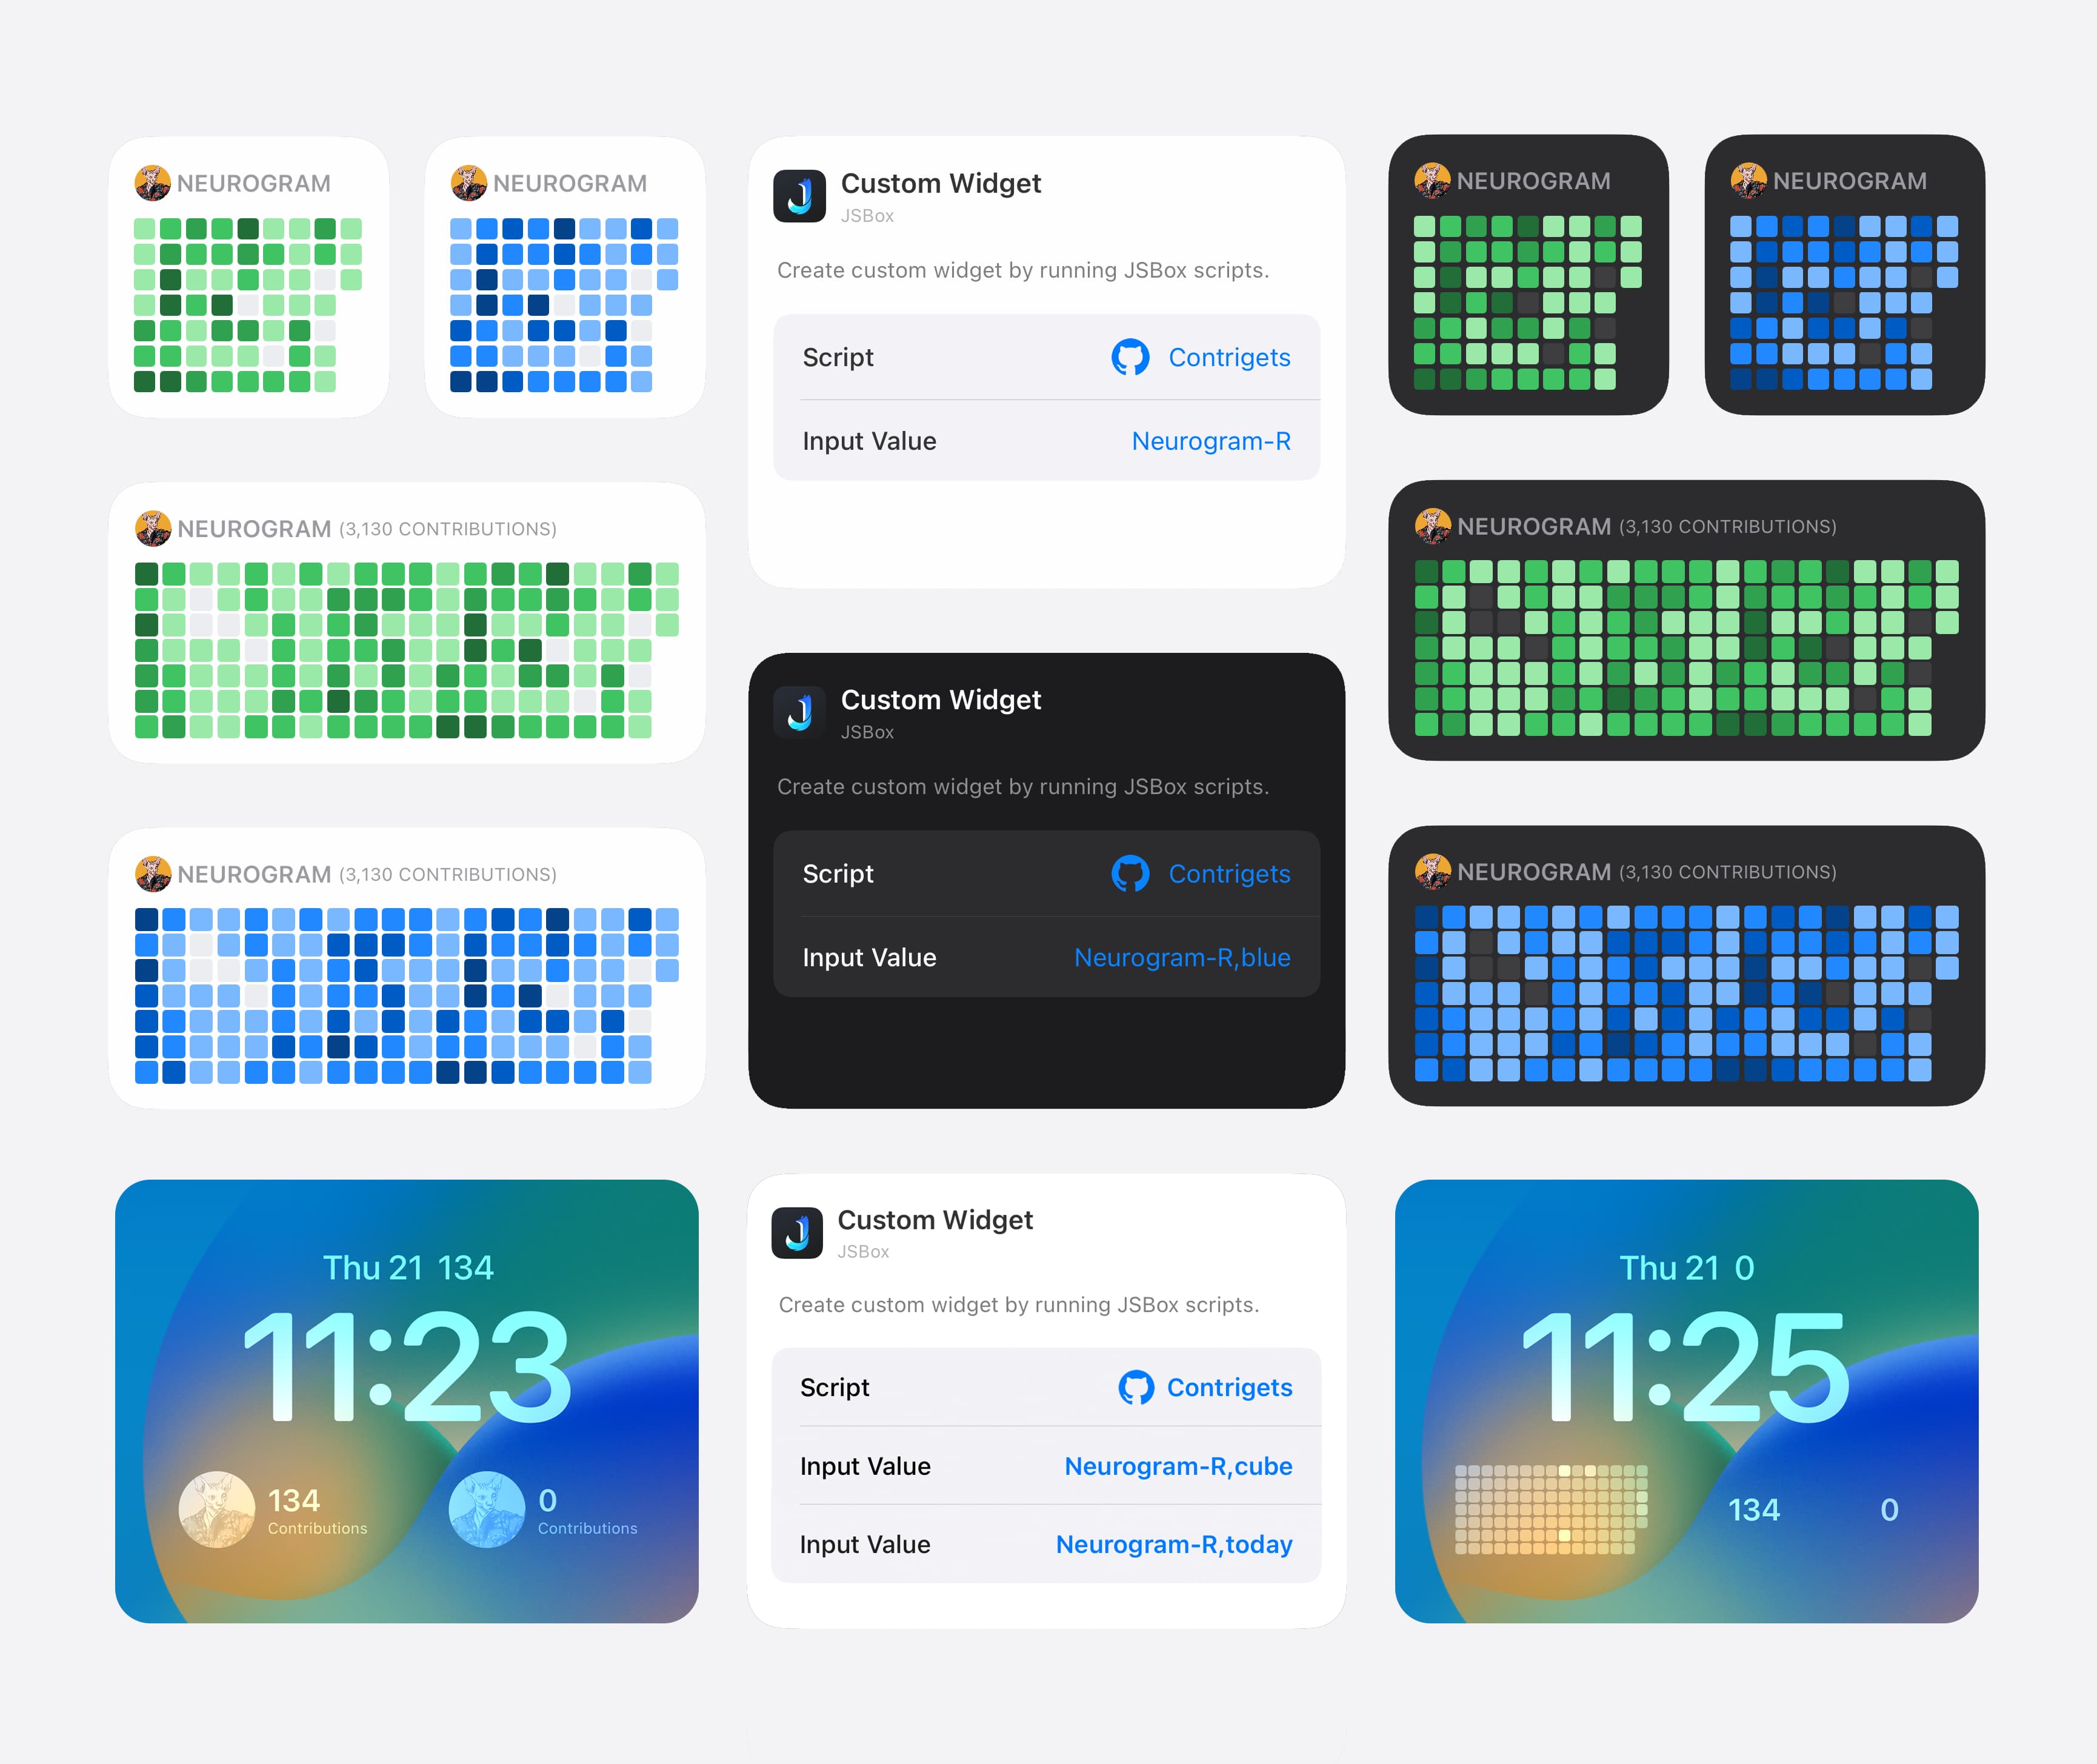 NEUROGRAM
NEUROGRAM
NEUROGRAM (3,130 CONTRIBUTIONS)
NEUROGRAM (3,130 CONTRIBUTIONS)
Thu 21 134
11:23
134
Contributions
0
Contributions
Custom Widget
JSBox
Create custom widget by running JSBox scripts.
Script Contrigets
Input Value Neurogram-R
Custom Widget
JSBox
Create custom widget by running JSBox scripts.
Script Contrigets
Input Value Neurogram-R,blue
Custom Widget
JSBox
Create custom widget by running JSBox scripts.
Script Contrigets
Input Value Neurogram-R,cube
Input Value Neurogram-R,today
NEUROGRAM
NEUROGRAM
NEUROGRAM (3,130 CONTRIBUTIONS)
NEUROGRAM (3,130 CONTRIBUTIONS)
Thu 21 0
11:25
134 0